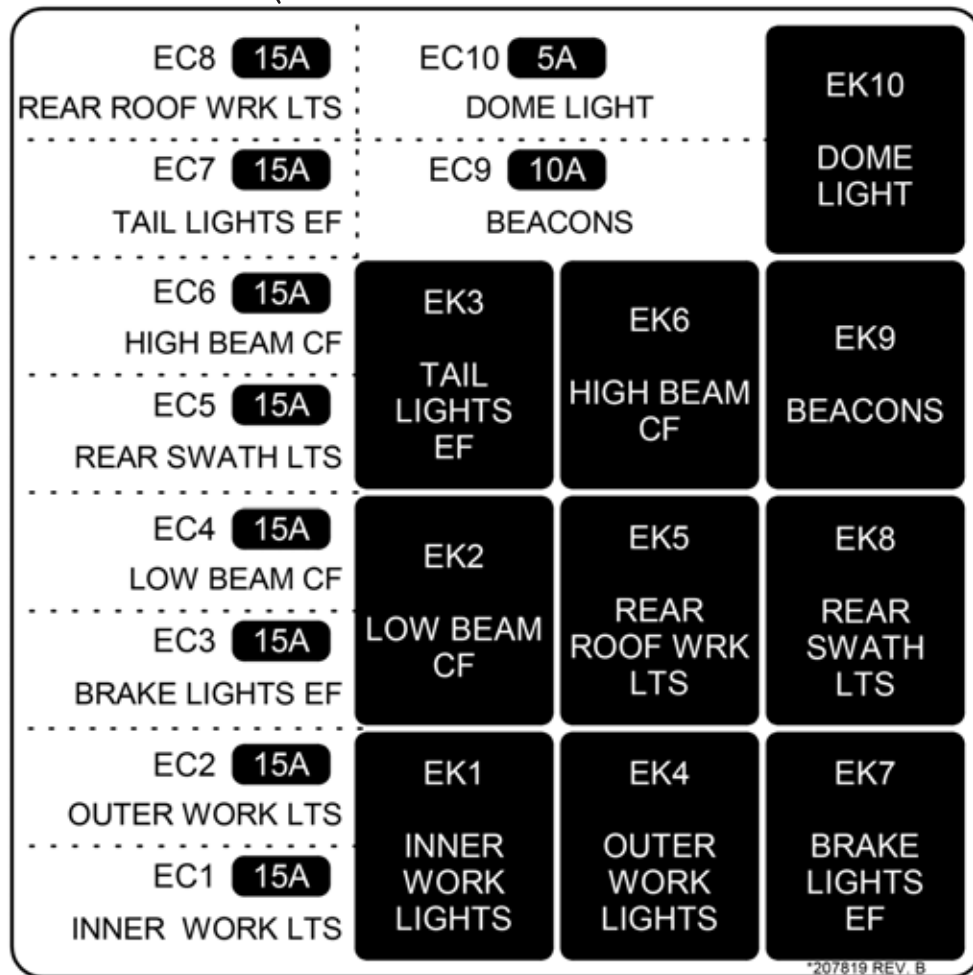 EC8 15A
REAR ROOF WRK LTS
EC10 5A
DOME LIGHT
EK10
DOME
LIGHT
EC7 15A
TAIL LIGHTS EF
EC9 10A
BEACONS
EC6 15A
HIGH BEAM CF
EC5 15A
REAR SWATH LTS
EK3
TAIL
LIGHTS
EF
EK6
HIGH BEAM
CF
EK9
BEACONS
EC4 15A
LOW BEAM CF
EC3 15A
BRAKE LIGHTS EF
EK2
LOW BEAM
CF
EK5
REAR
ROOF WRK
LTS
EK8
REAR
SWATH
LTS
EC2 15A
OUTER WORK LTS
EC1 15A
INNER WORK LTS
EK1
INNER
WORK
LIGHTS
EK4
OUTER
WORK
LIGHTS
EK7
BRAKE
LIGHTS
EF
*207819 REV. B